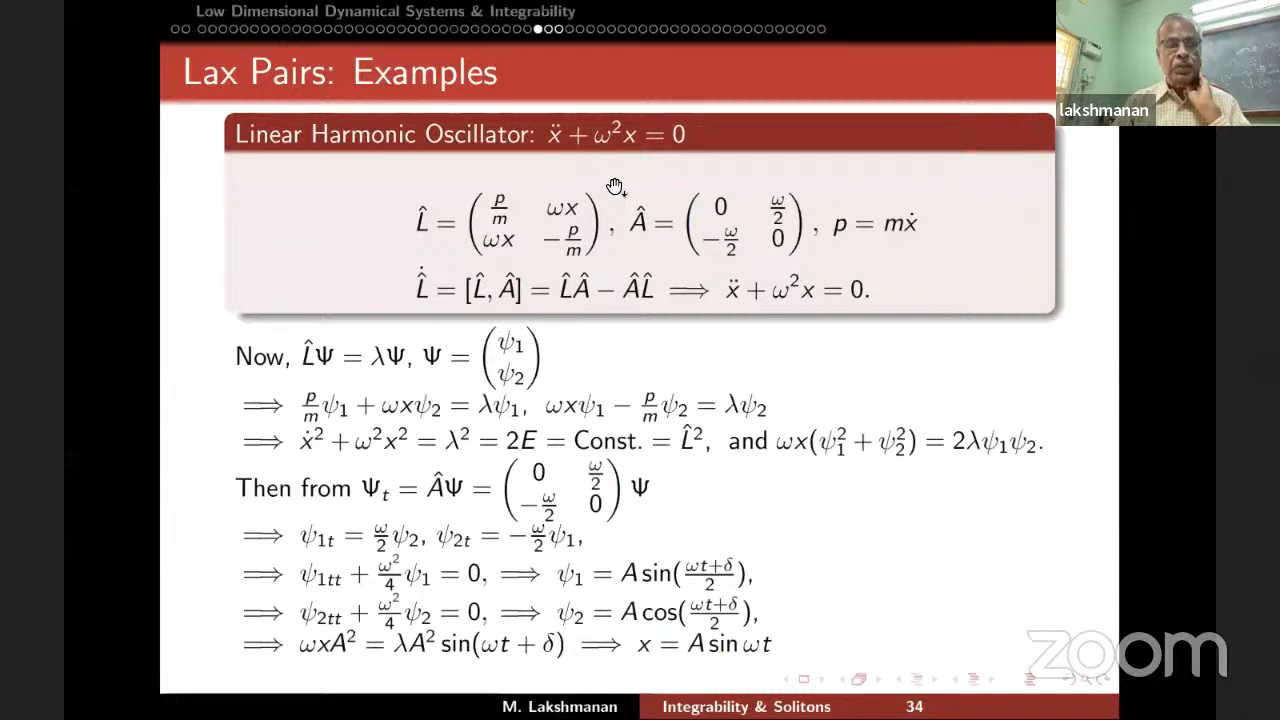 Low Dimensional Dynamical Systems & Integrability
Lax Pairs: Examples
lakshmanan
Linear Harmonic Oscillator: ẍ + ω²x = 0
L̂ = ( p/m  ωx ; ωx  −p/m ), Â = ( 0  ω/2 ; −ω/2  0 ), p = mẋ
L̂̇ = [L̂, Â] = L̂Â − ÂL̂ ⟹ ẍ + ω²x = 0.
Now, L̂Ψ = λΨ, Ψ = ( ψ₁ ; ψ₂ )
⟹ p/m ψ₁ + ωxψ₂ = λψ₁, ωxψ₁ − p/m ψ₂ = λψ₂
⟹ ẋ² + ω²x² = λ² = 2E = Const. = L̂², and ωx(ψ₁² + ψ₂²) = 2λψ₁ψ₂.
Then from Ψₜ = ÂΨ = ( 0  ω/2 ; −ω/2  0 ) Ψ
⟹ ψ₁ₜ = ω/2 ψ₂, ψ₂ₜ = −ω/2 ψ₁,
⟹ ψ₁ₜₜ + ω²/4 ψ₁ = 0, ⟹ ψ₁ = A sin((ωt+δ)/2),
⟹ ψ₂ₜₜ + ω²/4 ψ₂ = 0, ⟹ ψ₂ = A cos((ωt+δ)/2),
⟹ ωxA² = λA² sin(ωt + δ) ⟹ x = A sin ωt
zoom
M. Lakshmanan Integrability & Solitons 34